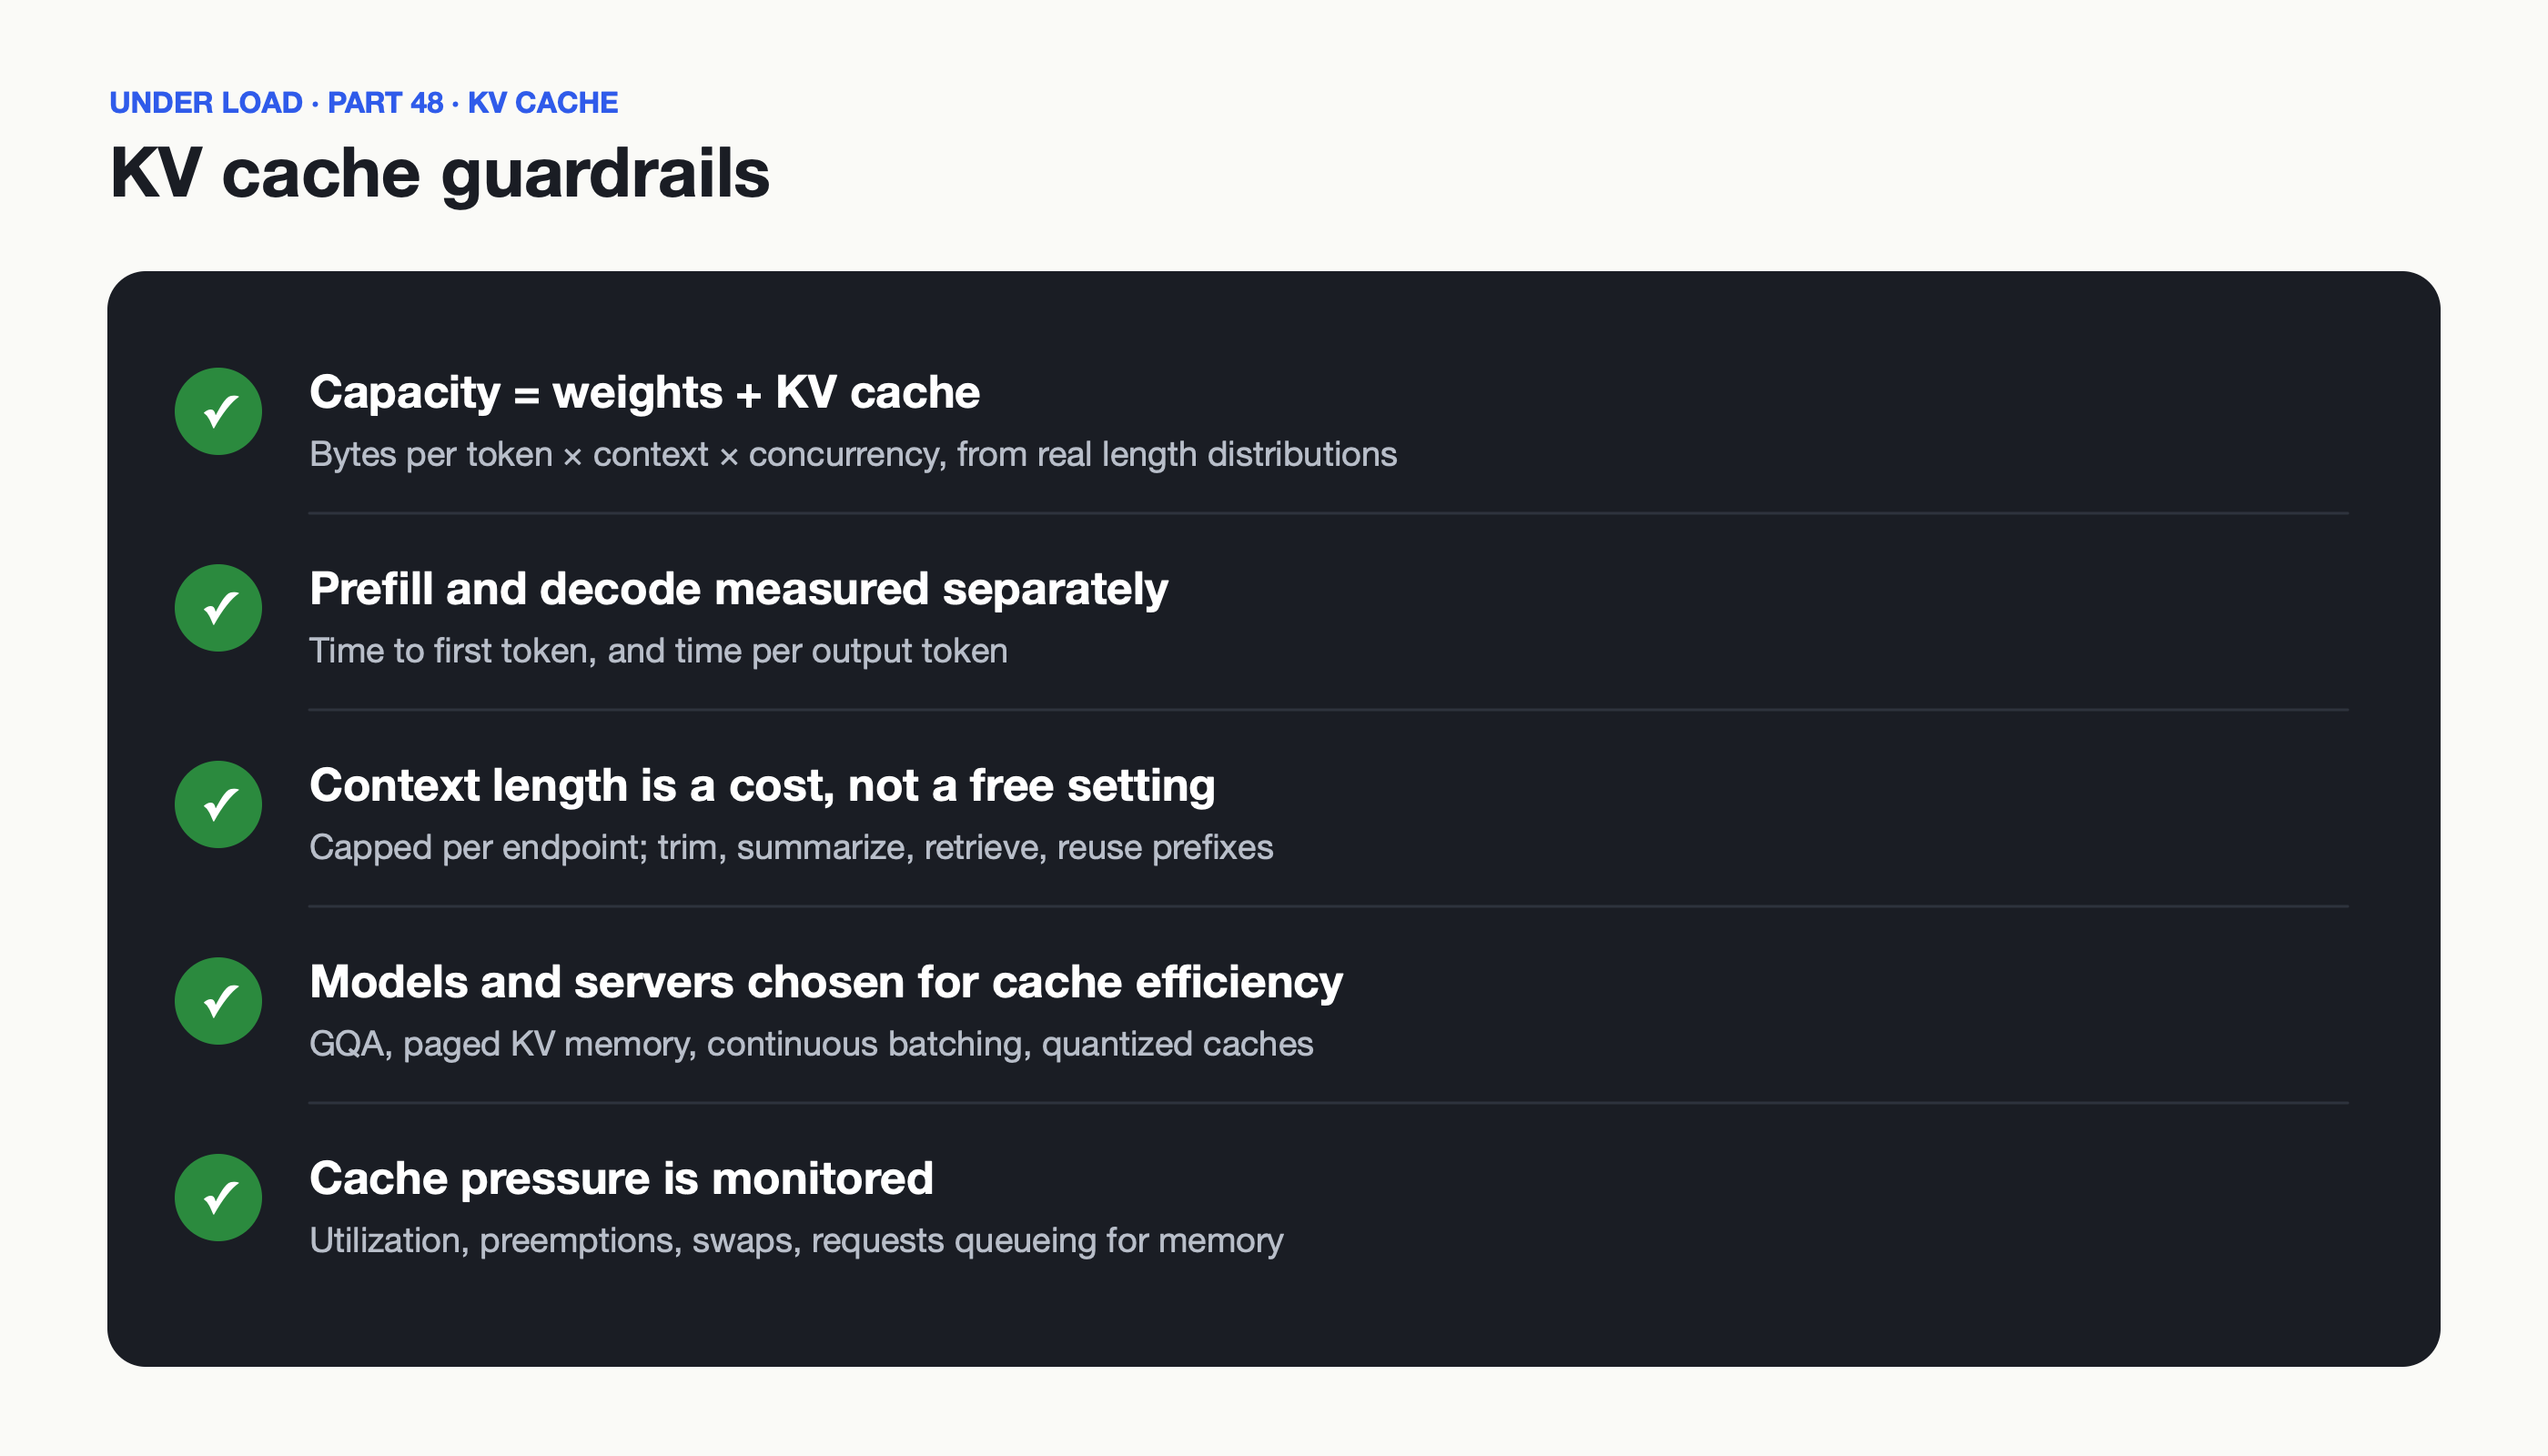 UNDER LOAD · PART 48 · KV CACHE
KV cache guardrails
✓
Capacity = weights + KV cache
Bytes per token × context × concurrency, from real length distributions
✓
Prefill and decode measured separately
Time to first token, and time per output token
✓
Context length is a cost, not a free setting
Capped per endpoint; trim, summarize, retrieve, reuse prefixes
✓
Models and servers chosen for cache efficiency
GQA, paged KV memory, continuous batching, quantized caches
✓
Cache pressure is monitored
Utilization, preemptions, swaps, requests queueing for memory